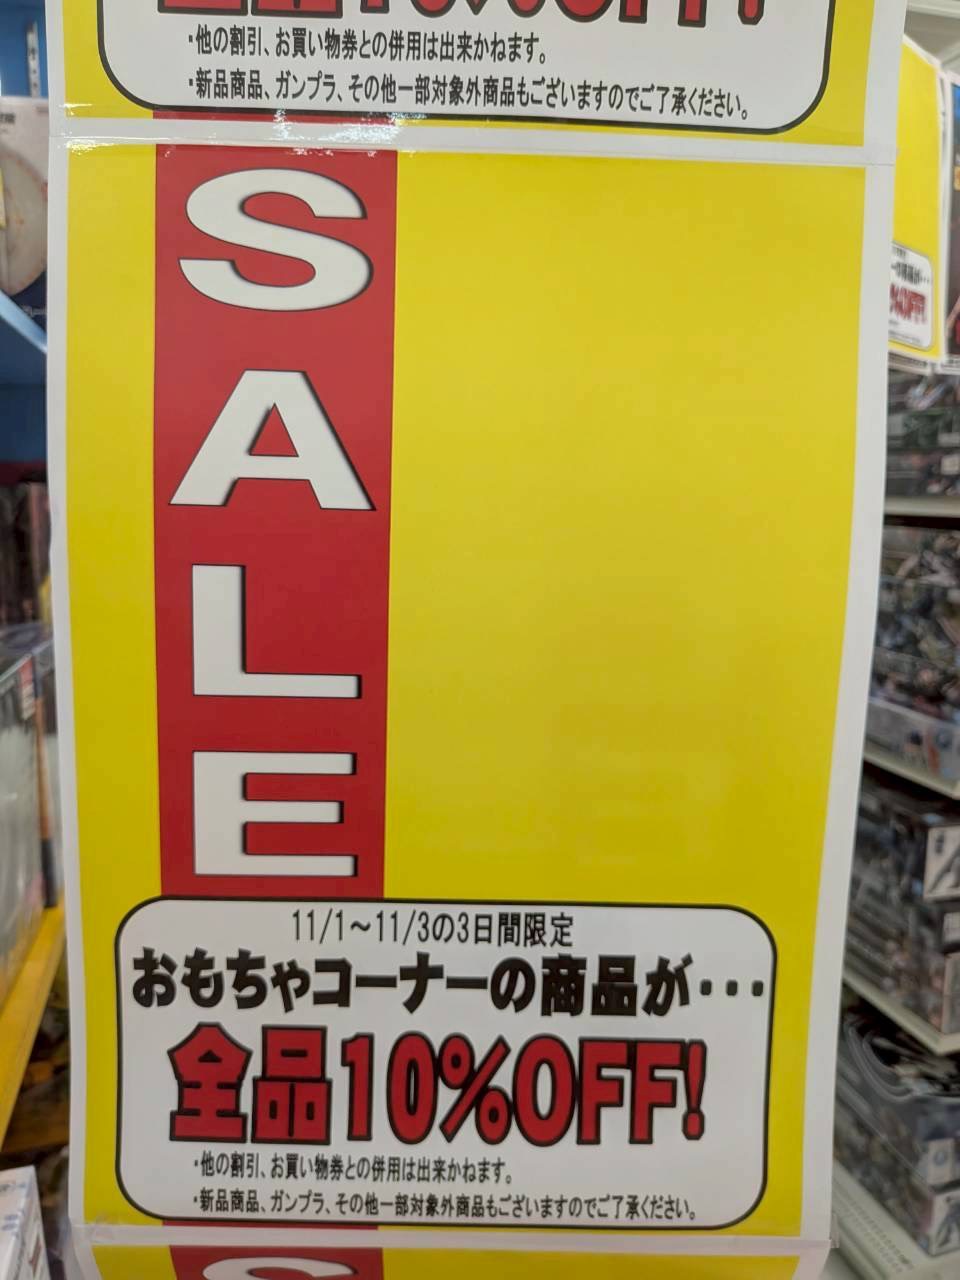 ・他の割引、お買い物券との併用は出来かねます。
・新品商品、ガンプラ、その他一部対象外商品もございますのでご了承ください。
SALE
11/1～11/3の3日間限定
おもちゃコーナーの商品が・・・
全品10%OFF!
・他の割引、お買い物券との併用は出来かねます。
・新品商品、ガンプラ、その他一部対象外商品もございますのでご了承ください。